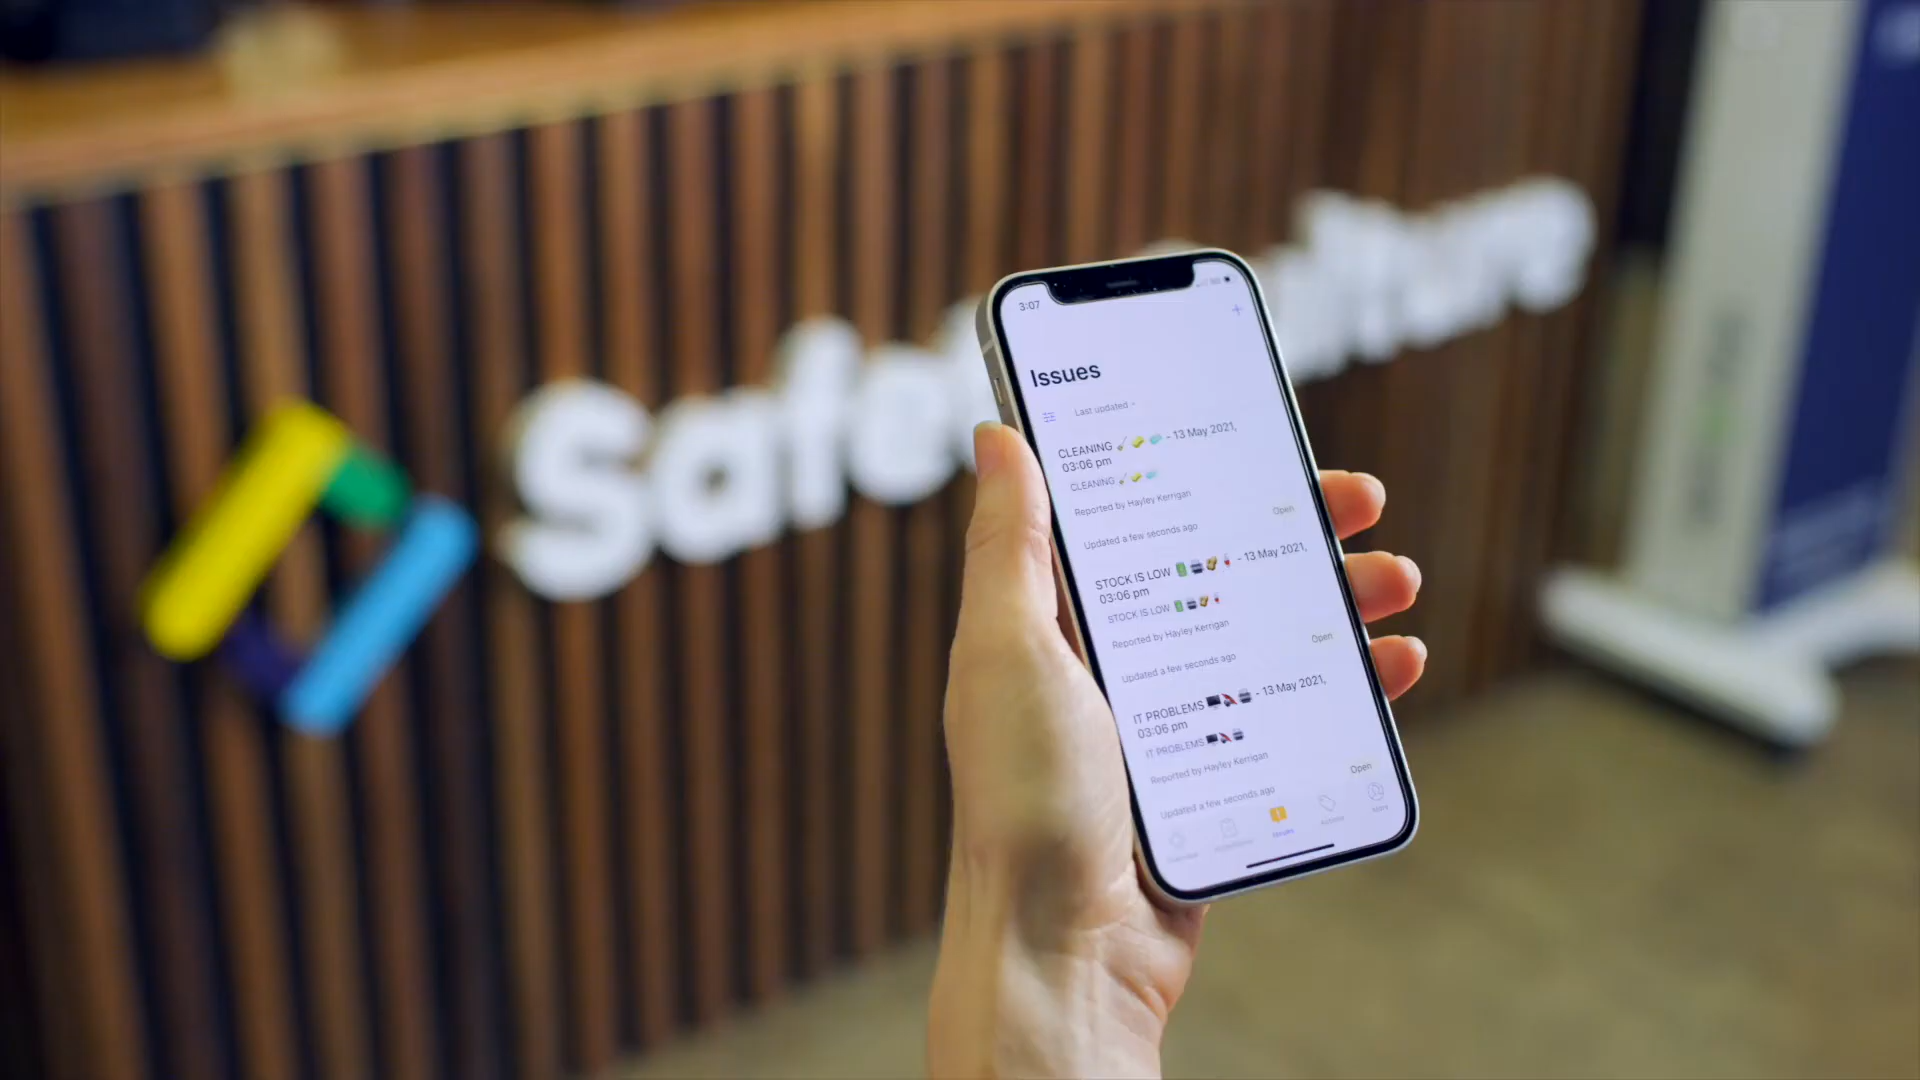 SafetyCulture
3:07
Issues
Last updated
CLEANING 🧹🧽🧼 - 13 May 2021,
03:06 pm
CLEANING 🧹🧽🧼
Reported by Hayley Kerrigan
Open
Updated a few seconds ago
STOCK IS LOW - 13 May 2021,
03:06 pm
STOCK IS LOW
Reported by Hayley Kerrigan
Open
Updated a few seconds ago
IT PROBLEMS - 13 May 2021,
03:06 pm
IT PROBLEMS
Reported by Hayley Kerrigan
Open
Updated a few seconds ago
Issues
Actions
More